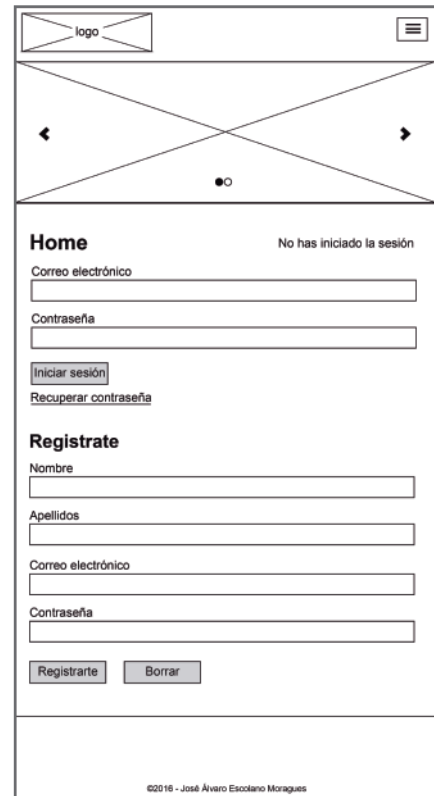 logo
Home
No has iniciado la sesión
Correo electrónico
Contraseña
Iniciar sesión
Recuperar contraseña
Registrate
Nombre
Apellidos
Correo electrónico
Contraseña
Registrarte
Borrar
©2016 - José Álvaro Escolano Moragues